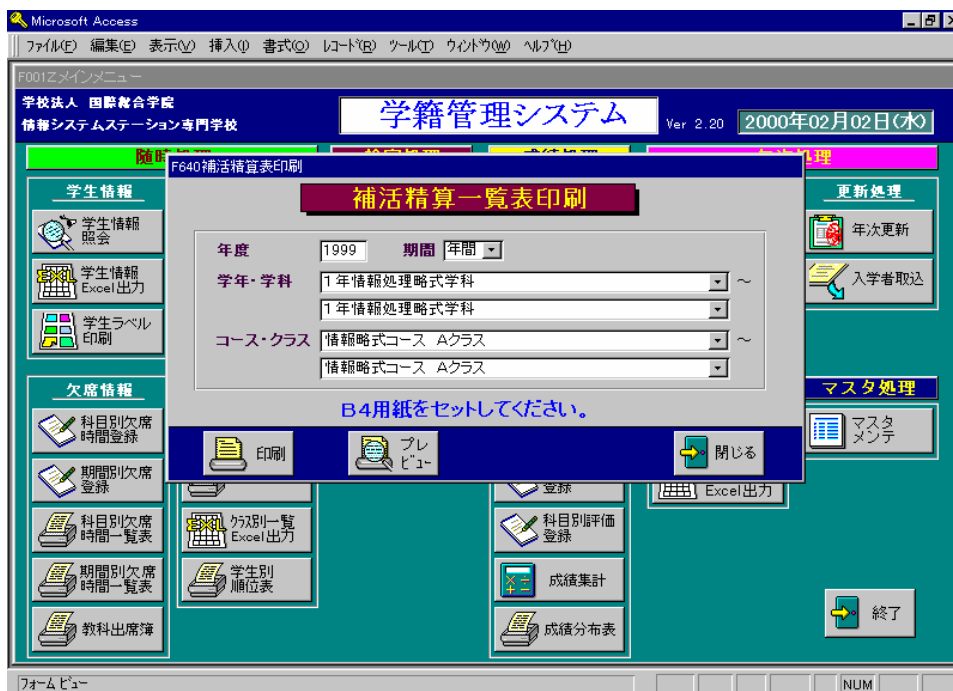 Microsoft Access
ファイル(F) 編集(E) 表示(V) 挿入(I) 書式(O) レコード(R) ツール(T) ウィンドウ(W) ヘルプ(H)
F001Zメインメニュー
学校法人 国際総合学院
情報システムステーション専門学校
学籍管理システム
Ver 2.20
2000年02月02日(水)
随時処理
成績処理
F640補活精算表印刷
補活精算一覧表印刷
年度 1999 期間 年間
学年・学科 1年情報処理略式学科 ～
1年情報処理略式学科
コース・クラス 情報略式コース Aクラス ～
情報略式コース Aクラス
B4用紙をセットしてください。
印刷
プレビュー
閉じる
学生情報
学生情報照会
学生情報Excel出力
学生ラベル印刷
欠席情報
科目別欠席時間登録
期間別欠席登録
科目別欠席時間一覧表
期間別欠席時間一覧表
教科出席簿
クラス別一覧Excel出力
学生別順位表
登録
科目別評価登録
成績集計
成績分布表
Excel出力
更新処理
年次更新
入学者取込
マスタ処理
マスタメンテ
終了
フォーム ビュー
NUM